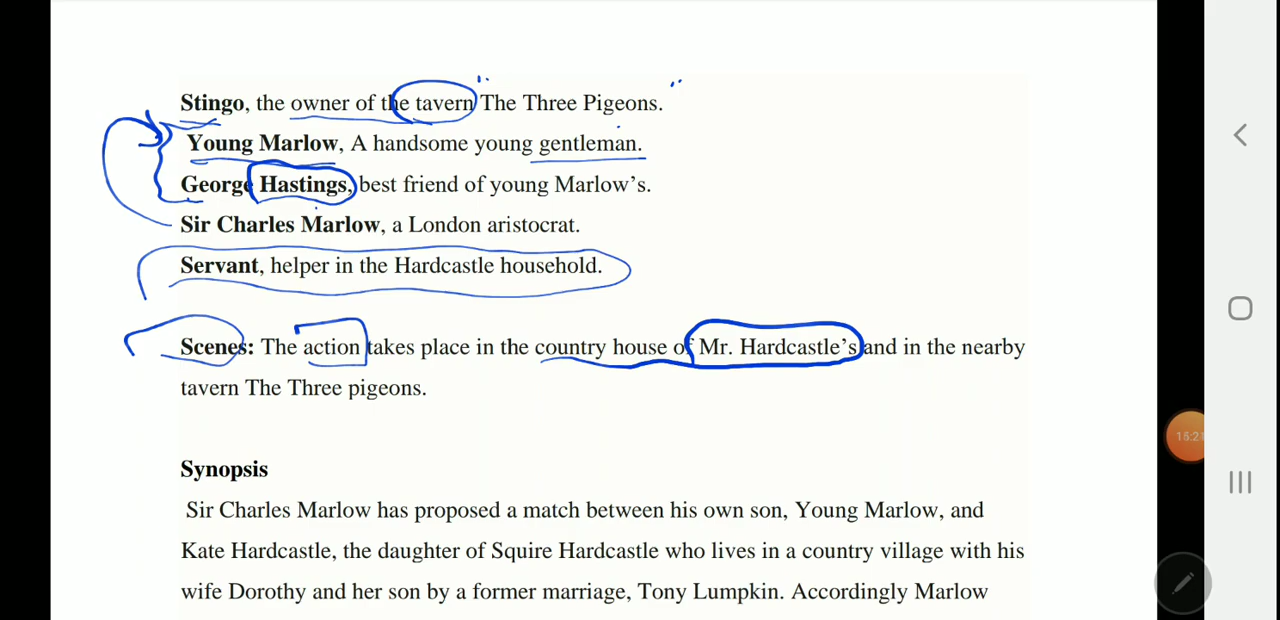 Stingo, the owner of the tavern "The Three Pigeons."
Young Marlow, A handsome young gentleman.
George Hastings, best friend of young Marlow's.
Sir Charles Marlow, a London aristocrat.
Servant, helper in the Hardcastle household.
Scenes: The action takes place in the country house of Mr. Hardcastle's and in the nearby
tavern The Three pigeons.
Synopsis
Sir Charles Marlow has proposed a match between his own son, Young Marlow, and
Kate Hardcastle, the daughter of Squire Hardcastle who lives in a country village with his
wife Dorothy and her son by a former marriage, Tony Lumpkin. Accordingly Marlow